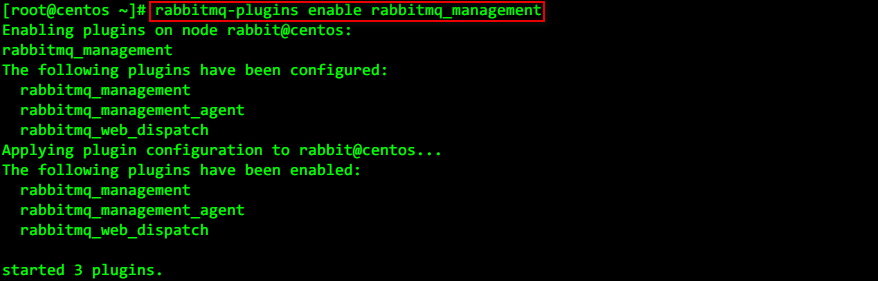 [root@centos ~]# rabbitmq-plugins enable rabbitmq_management
Enabling plugins on node rabbit@centos:
rabbitmq_management
The following plugins have been configured:
  rabbitmq_management
  rabbitmq_management_agent
  rabbitmq_web_dispatch
Applying plugin configuration to rabbit@centos...
The following plugins have been enabled:
  rabbitmq_management
  rabbitmq_management_agent
  rabbitmq_web_dispatch

started 3 plugins.